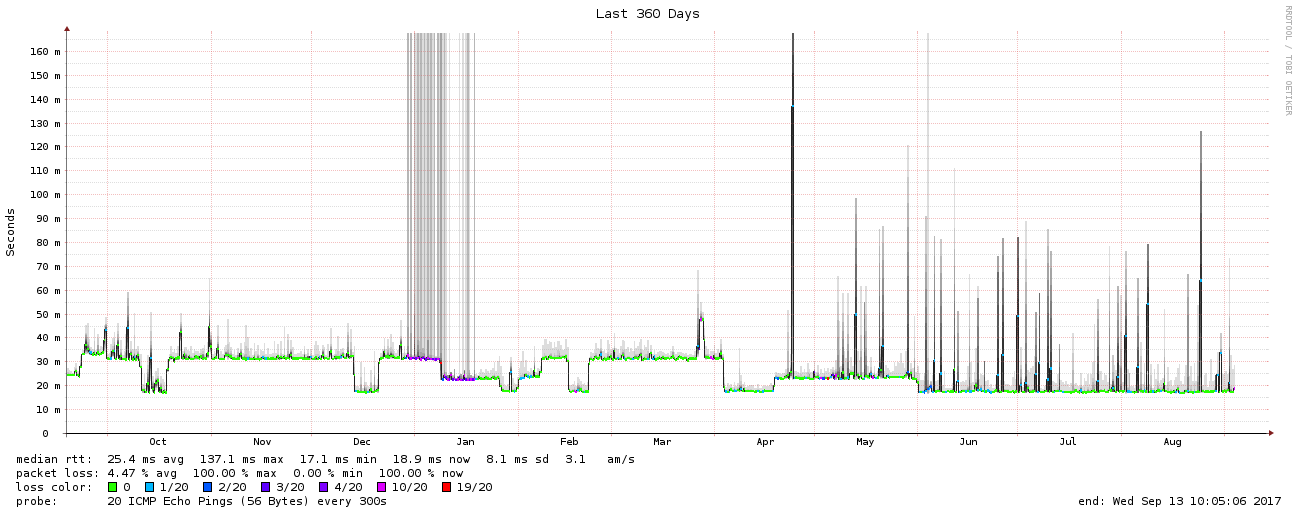 Last 360 Days
RRDTOOL / TOBI OETIKER
Seconds
160 m
150 m
140 m
130 m
120 m
110 m
100 m
90 m
80 m
70 m
60 m
50 m
40 m
30 m
20 m
10 m
0
Oct Nov Dec Jan Feb Mar Apr May Jun Jul Aug
median rtt: 25.4 ms avg 137.1 ms max 17.1 ms min 18.9 ms now 8.1 ms sd 3.1 am/s
packet loss: 4.47 % avg 100.00 % max 0.00 % min 100.00 % now
loss color: 0 1/20 2/20 3/20 4/20 10/20 19/20
probe: 20 ICMP Echo Pings (56 Bytes) every 300s end: Wed Sep 13 10:05:06 2017